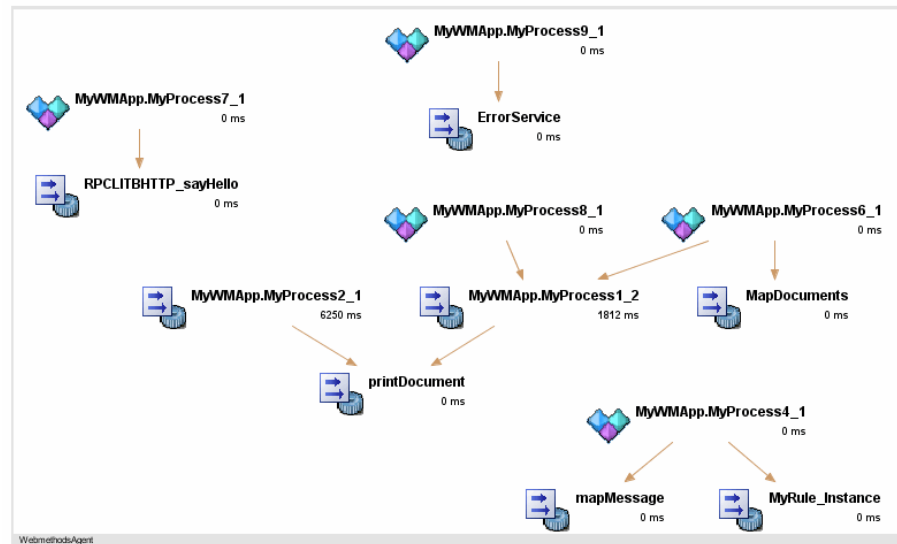 MyWMApp.MyProcess9_1
0 ms
MyWMApp.MyProcess7_1
0 ms
ErrorService
0 ms
RPCLITBHTTP_sayHello
0 ms
MyWMApp.MyProcess8_1
0 ms
MyWMApp.MyProcess6_1
0 ms
MyWMApp.MyProcess2_1
6250 ms
MyWMApp.MyProcess1_2
1812 ms
MapDocuments
0 ms
printDocument
0 ms
MyWMApp.MyProcess4_1
0 ms
mapMessage
0 ms
MyRule_Instance
0 ms
WebmethodsAgent